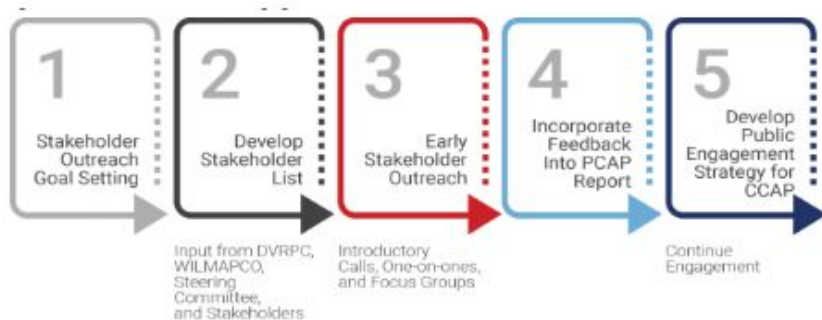 1
Stakeholder
Outreach
Goal Setting
2
Develop
Stakeholder
List
Input from DVRPC,
WILMAPCO,
Steering
Committee,
and Stakeholders
3
Early
Stakeholder
Outreach
Introductory
Calls, One-on-ones,
and Focus Groups
4
Incorporate
Feedback
Into PCAP
Report
5
Develop
Public
Engagement
Strategy for
CCAP
Continue
Engagement